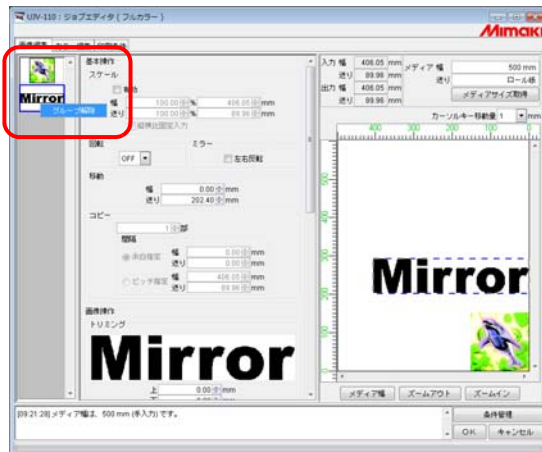 UJV-110 : ジョブエディタ ( フルカラー )
Mimaki
Mirror
グループ解除
基本操作
スケール
有効
幅 100.00 % 406.05 mm
送り 100.00 % 89.98 mm
縦横比固定入力
回転 ミラー
OFF 左右反転
移動
幅 0.00 mm
送り 202.40 mm
コピー
1 部
間隔
余白指定 幅 0.00 mm
送り 0.00 mm
ピッチ指定 幅 406.05 mm
送り 89.98 mm
画像操作
トリミング
Mirror
上 0.00 mm
入力 幅 406.05 mm メディア 幅 500 mm
送り 89.98 mm 送り ロール紙
出力 幅 406.05 mm
送り 89.98 mm メディアサイズ取得
カーソルキー移動量 1 mm
400 300 200 100 0
Mirror
メディア幅 ズームアウト ズームイン
[09:21:28] メディア幅は、500 mm (手入力) です。
条件管理
OK キャンセル